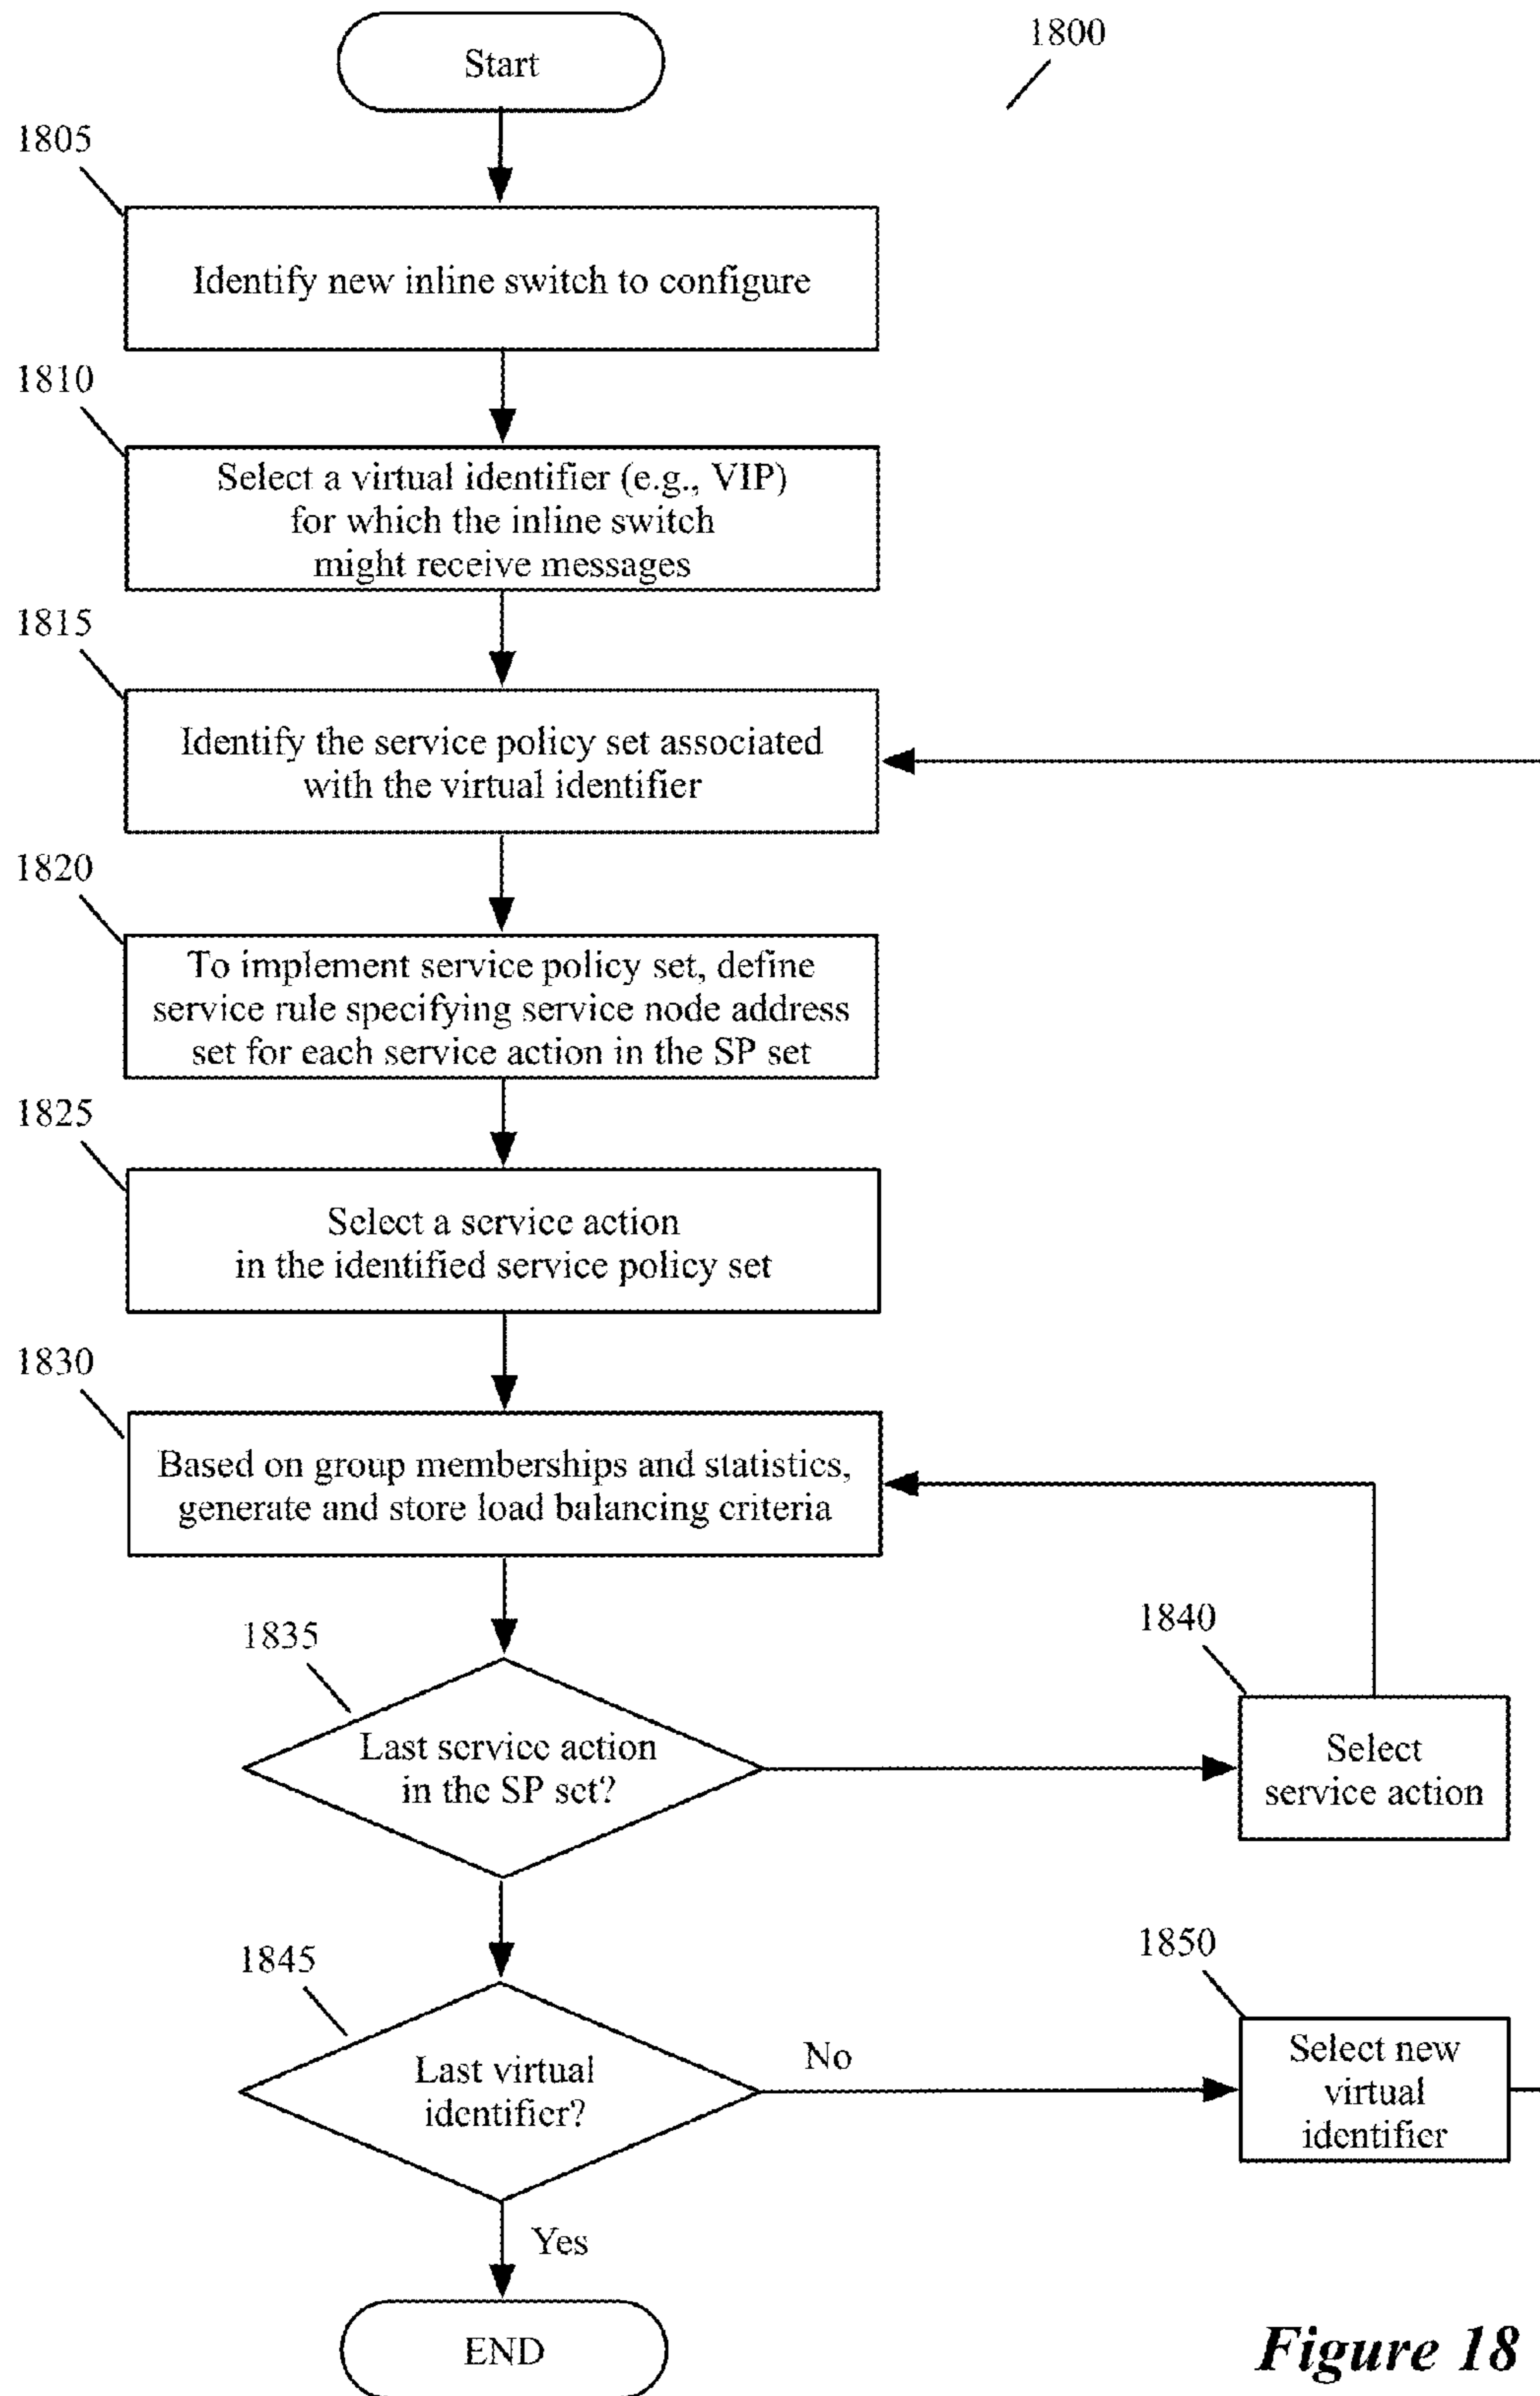 Start
1800
1805
Identify new inline switch to configure
1810
Select a virtual identifier (e.g., VIP)
for which the inline switch
might receive messages
1815
Identify the service policy set associated
with the virtual identifier
1820
To implement service policy set, define
service rule specifying service node address
set for each service action in the SP set
1825
Select a service action
in the identified service policy set
1830
Based on group memberships and statistics,
generate and store load balancing criteria
1835
Last service action
in the SP set?
1840
Select
service action
1845
Last virtual
identifier?
No
1850
Select new
virtual
identifier
Yes
END
Figure 18